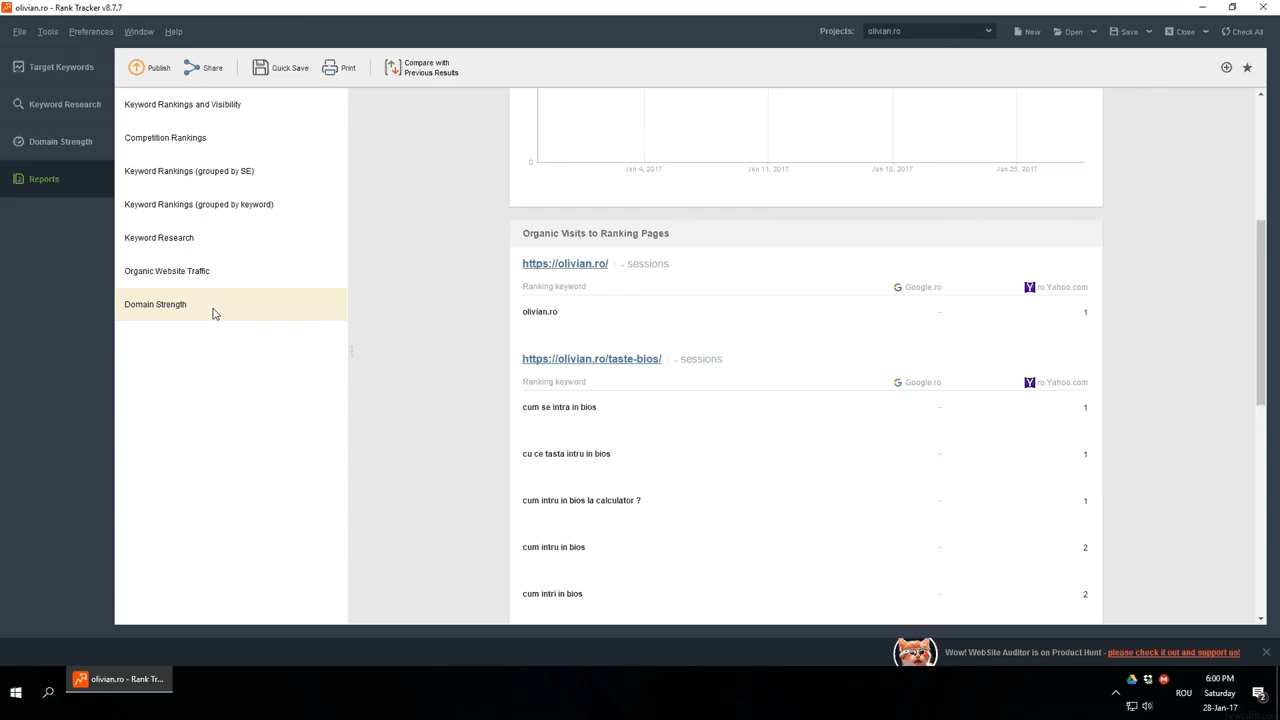 olivian.ro - Rank Tracker v8.7.7
File Tools Preferences Window Help
Projects: olivian.ro New Open Save Close Check All
Target Keywords
Keyword Research
Domain Strength
Reports
Publish Share Quick Save Print Compare with
Previous Results
Keyword Rankings and Visibility
Competition Rankings
Keyword Rankings (grouped by SE)
Keyword Rankings (grouped by keyword)
Keyword Research
Organic Website Traffic
Domain Strength
0
Jan 4, 2017 Jan 11, 2017 Jan 18, 2017 Jan 25, 2017
Organic Visits to Ranking Pages
https://olivian.ro/ - sessions
Ranking keyword Google.ro ro.Yahoo.com
olivian.ro - 1
https://olivian.ro/taste-bios/ - sessions
Ranking keyword Google.ro ro.Yahoo.com
cum se intra in bios - 1
cu ce tasta intru in bios - 1
cum intru in bios la calculator ? - 1
cum intru in bios - 2
cum intri in bios - 2
Wow! WebSite Auditor is on Product Hunt - please check it out and support us!
olivian.ro - Rank Tr...
6:00 PM
ROU Saturday
28-Jan-17
2